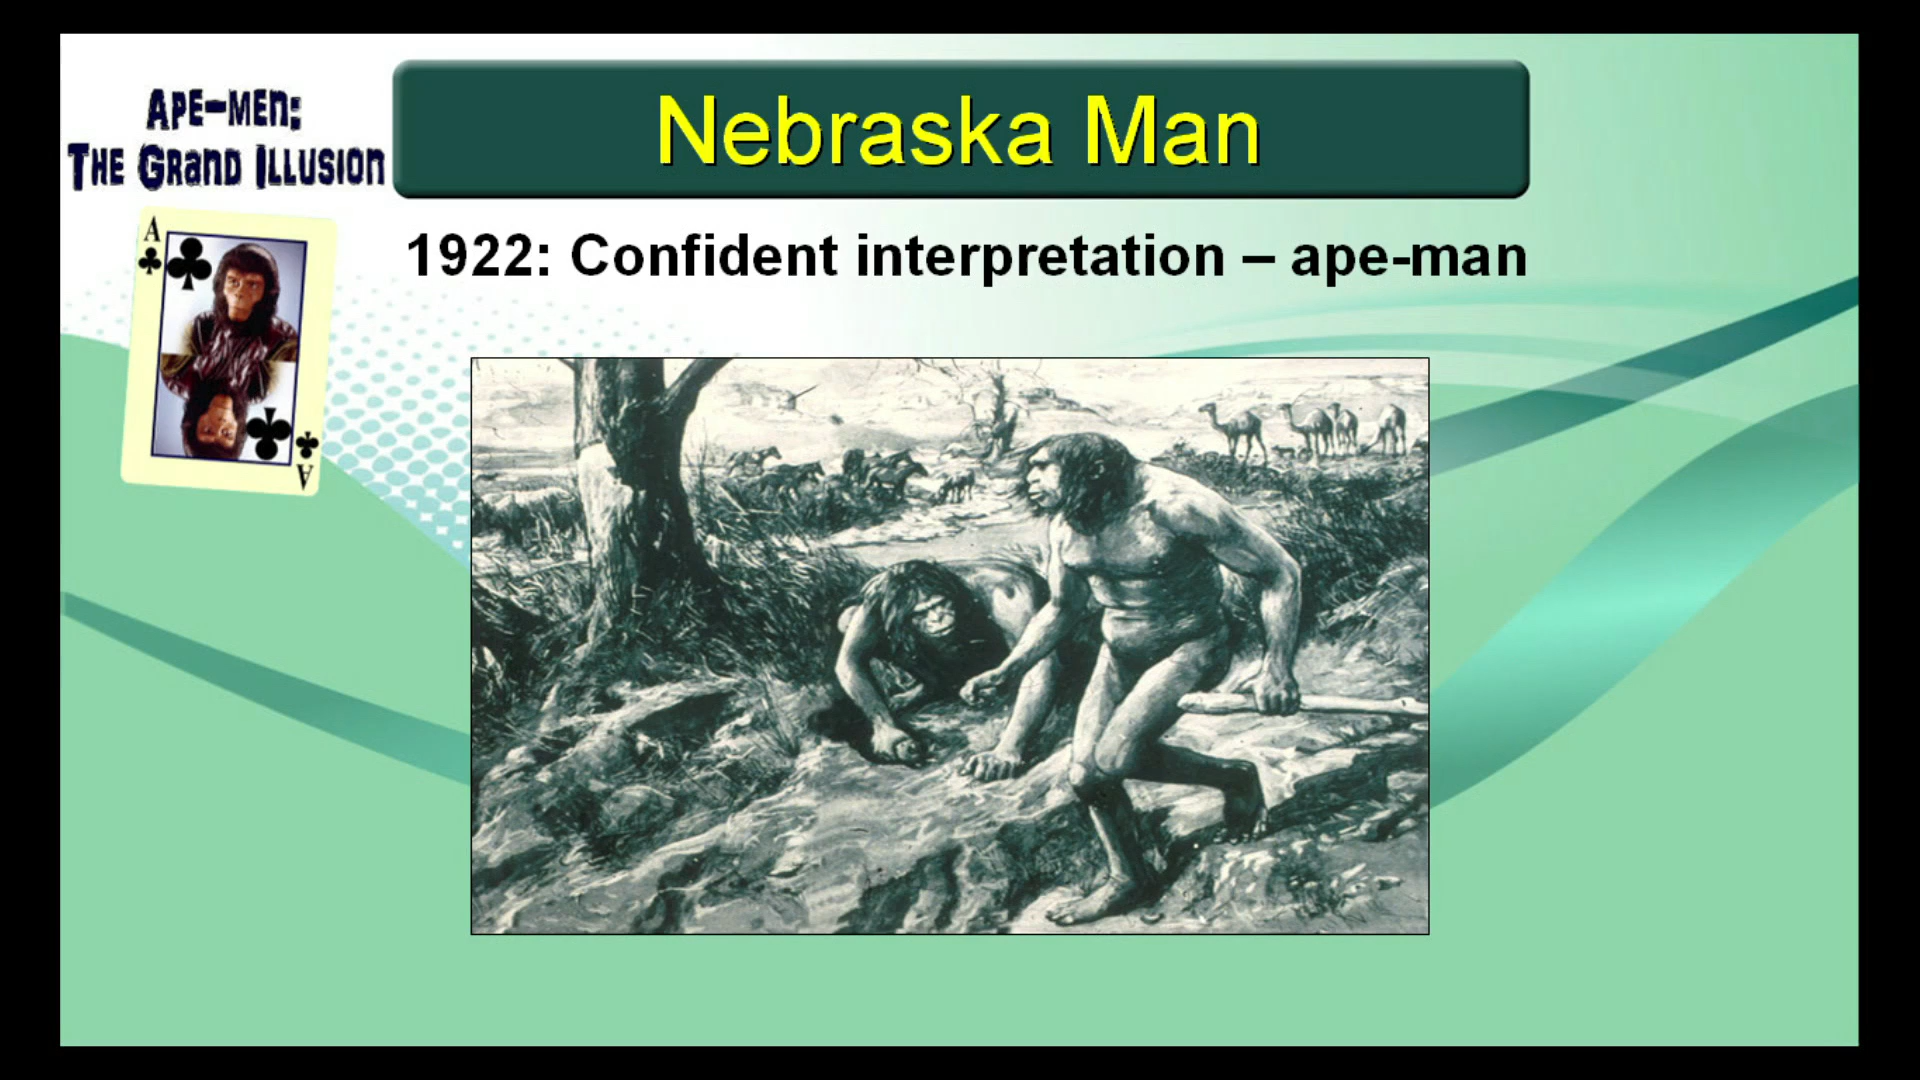 APE-MEN:
THE GRAND ILLUSION
Nebraska Man
1922: Confident interpretation – ape-man
A
A